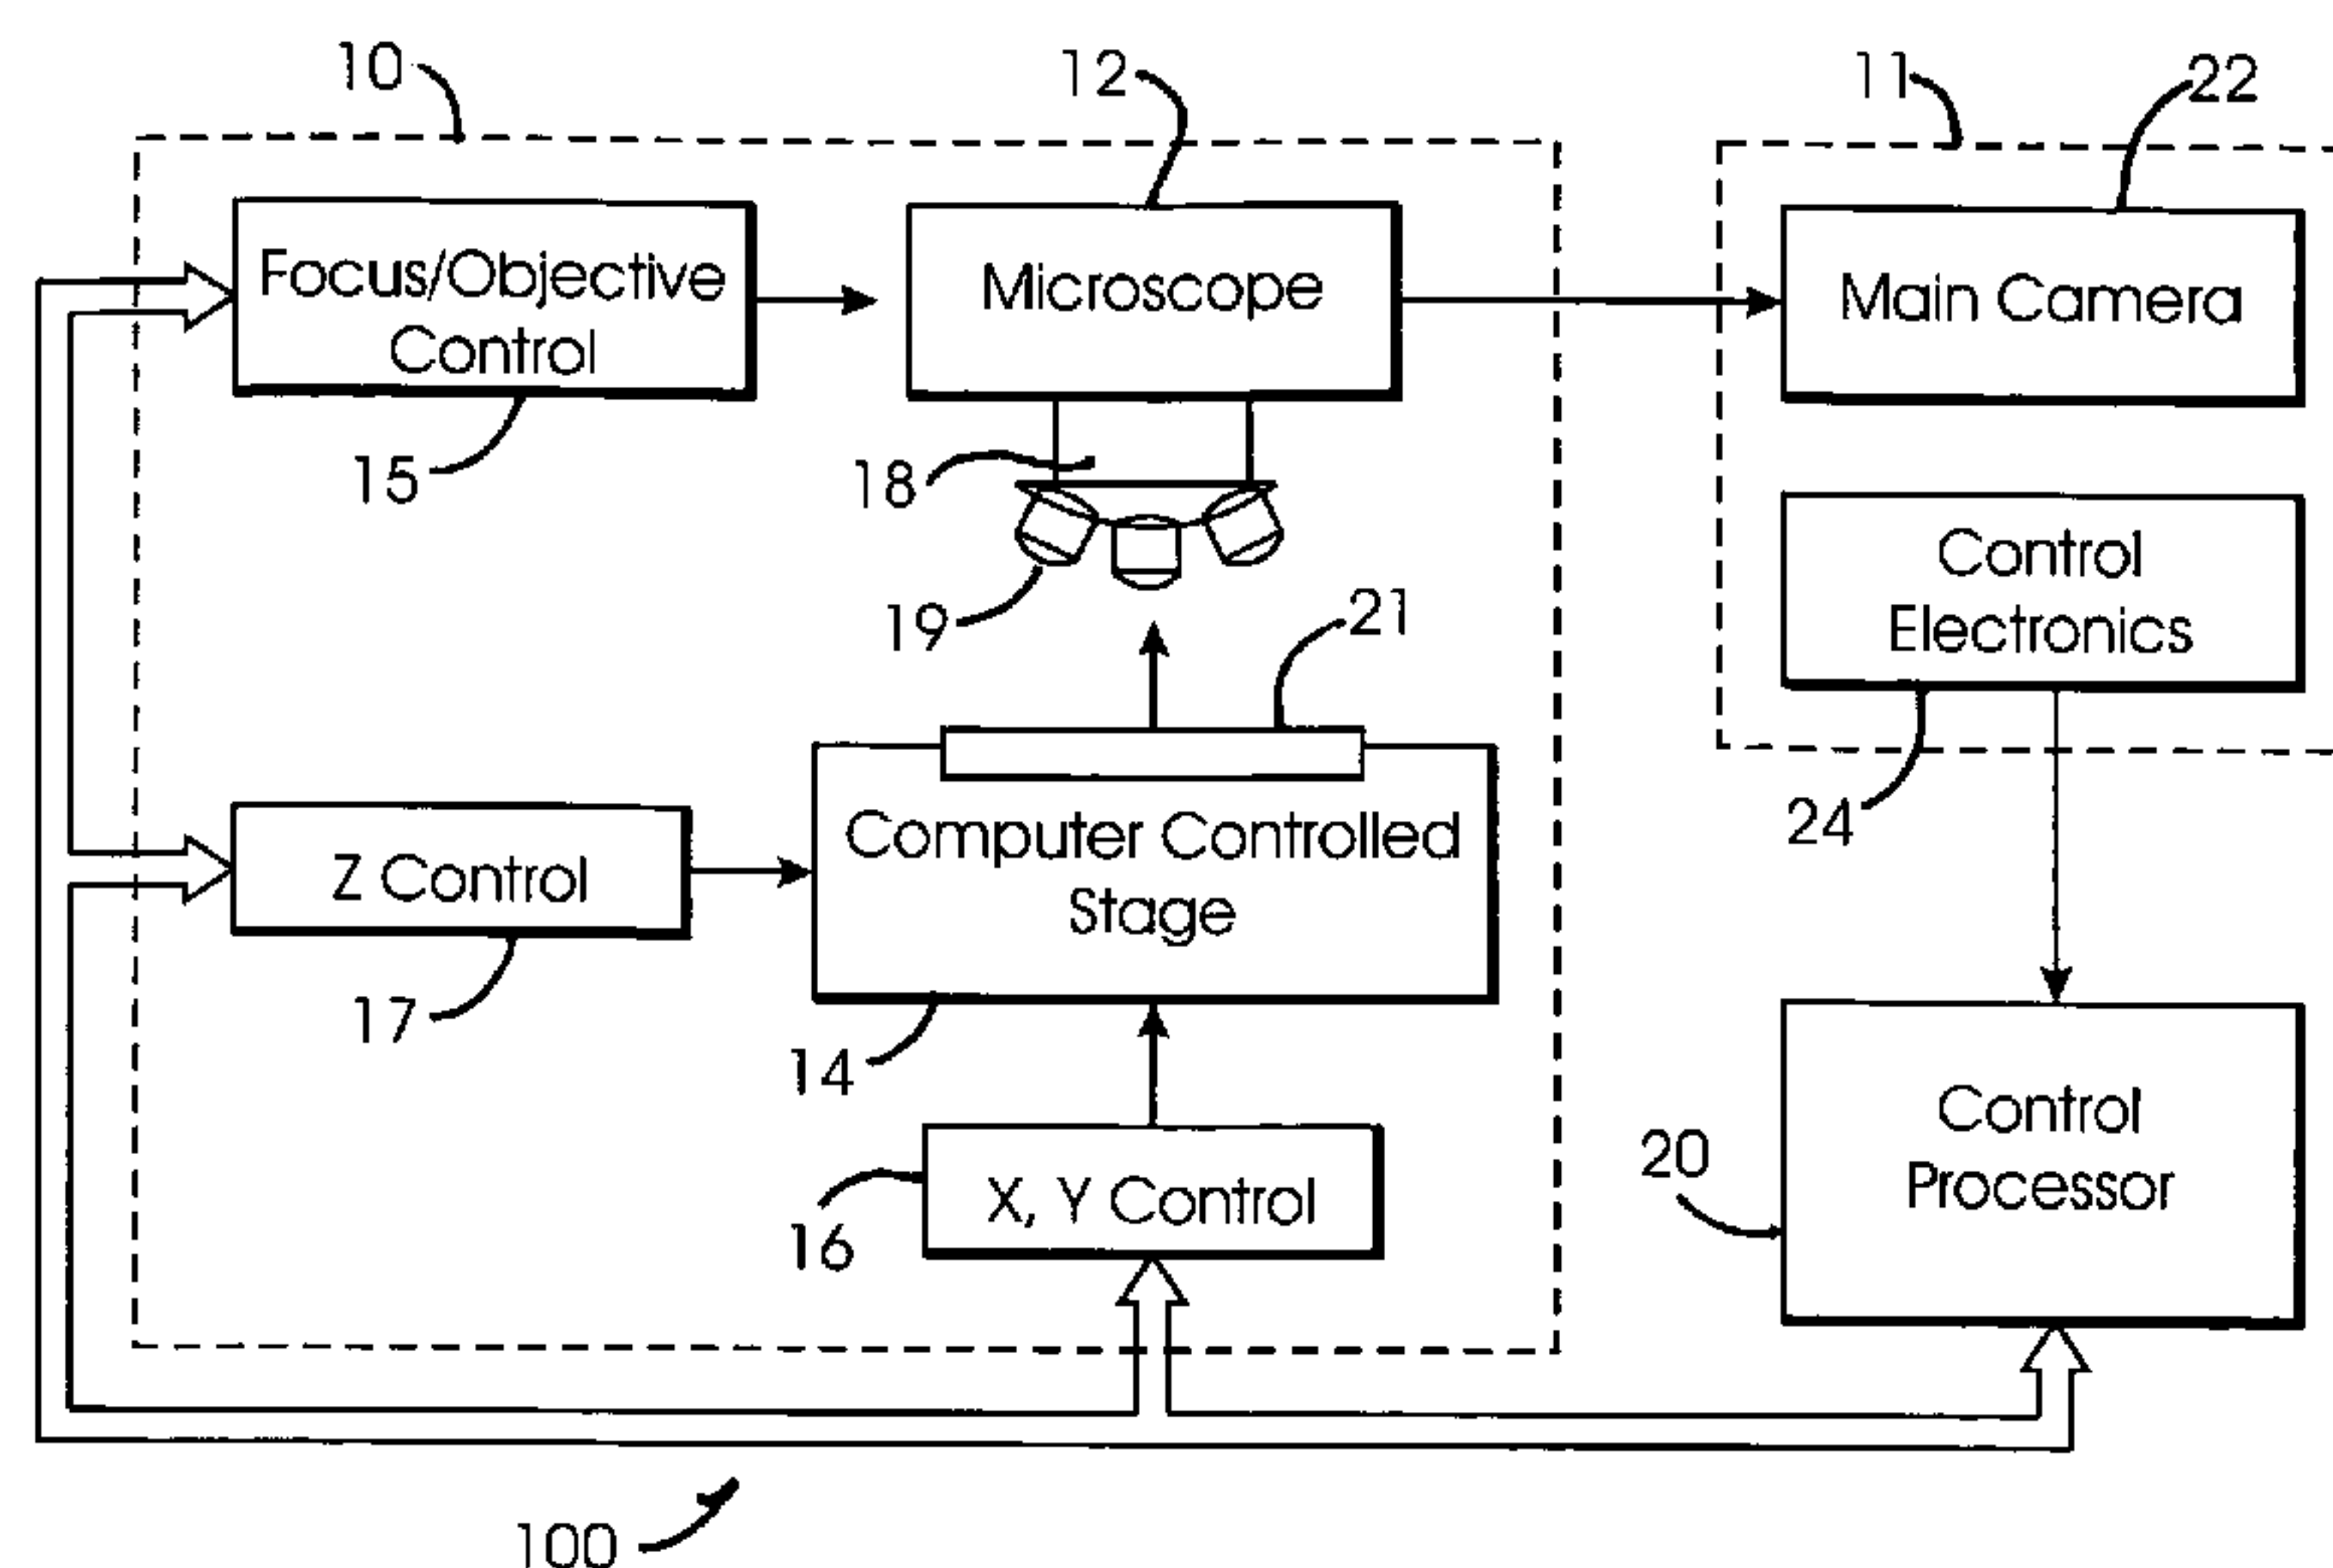 10
12
11
22
Focus/Objective
Control
Microscope
Main Camera
15
18
19
21
Control
Electronics
24
Z Control
Computer Controlled
Stage
17
14
Control
Processor
20
X, Y Control
16
100